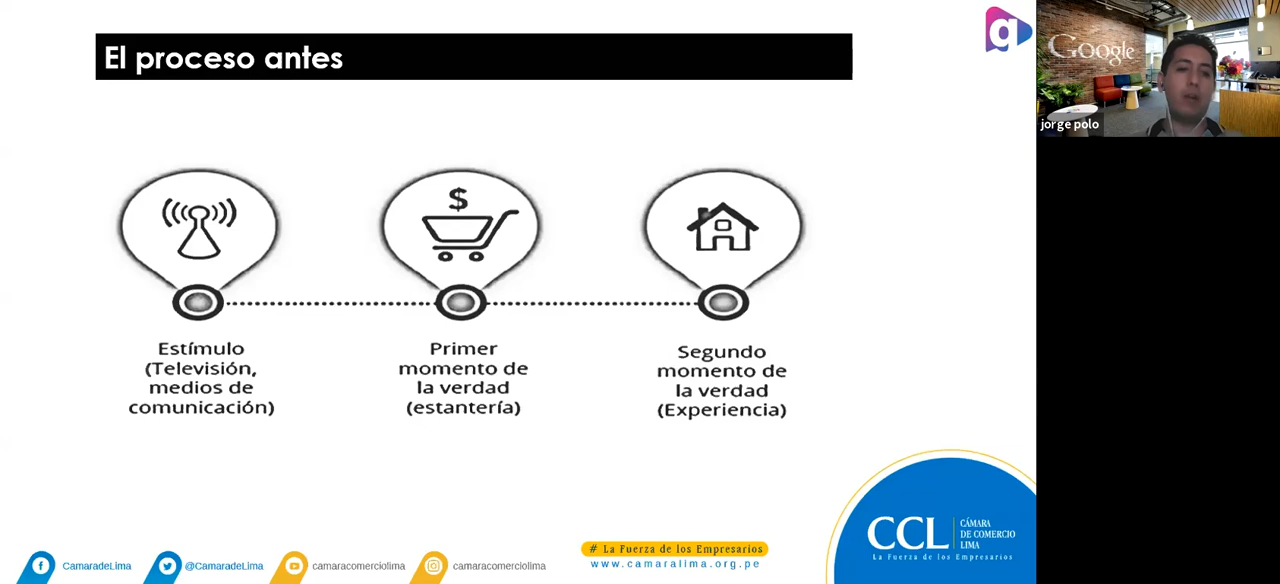 El proceso antes
g
Google
jorge polo
$
Estímulo
(Televisión,
medios de
comunicación)
Primer
momento de
la verdad
(estantería)
Segundo
momento de
la verdad
(Experiencia)
CCL
CÁMARA
DE COMERCIO
LIMA
La Fuerza de los Empresarios
CamaradeLima
@CamaradeLima
camaracomerciolima
camaracomerciolima
# La Fuerza de los Empresarios
www.camaralima.org.pe